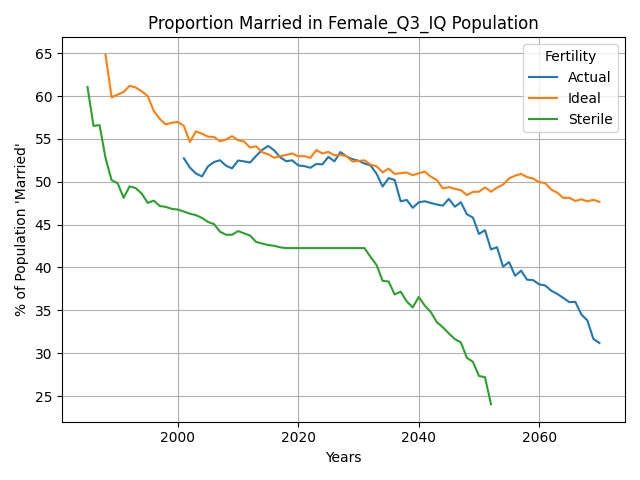 Proportion Married in Female_Q3_IQ Population
Fertility
Actual
Ideal
Sterile
% of Population 'Married'
65
60
55
50
45
40
35
30
25
2000
2020
2040
2060
Years